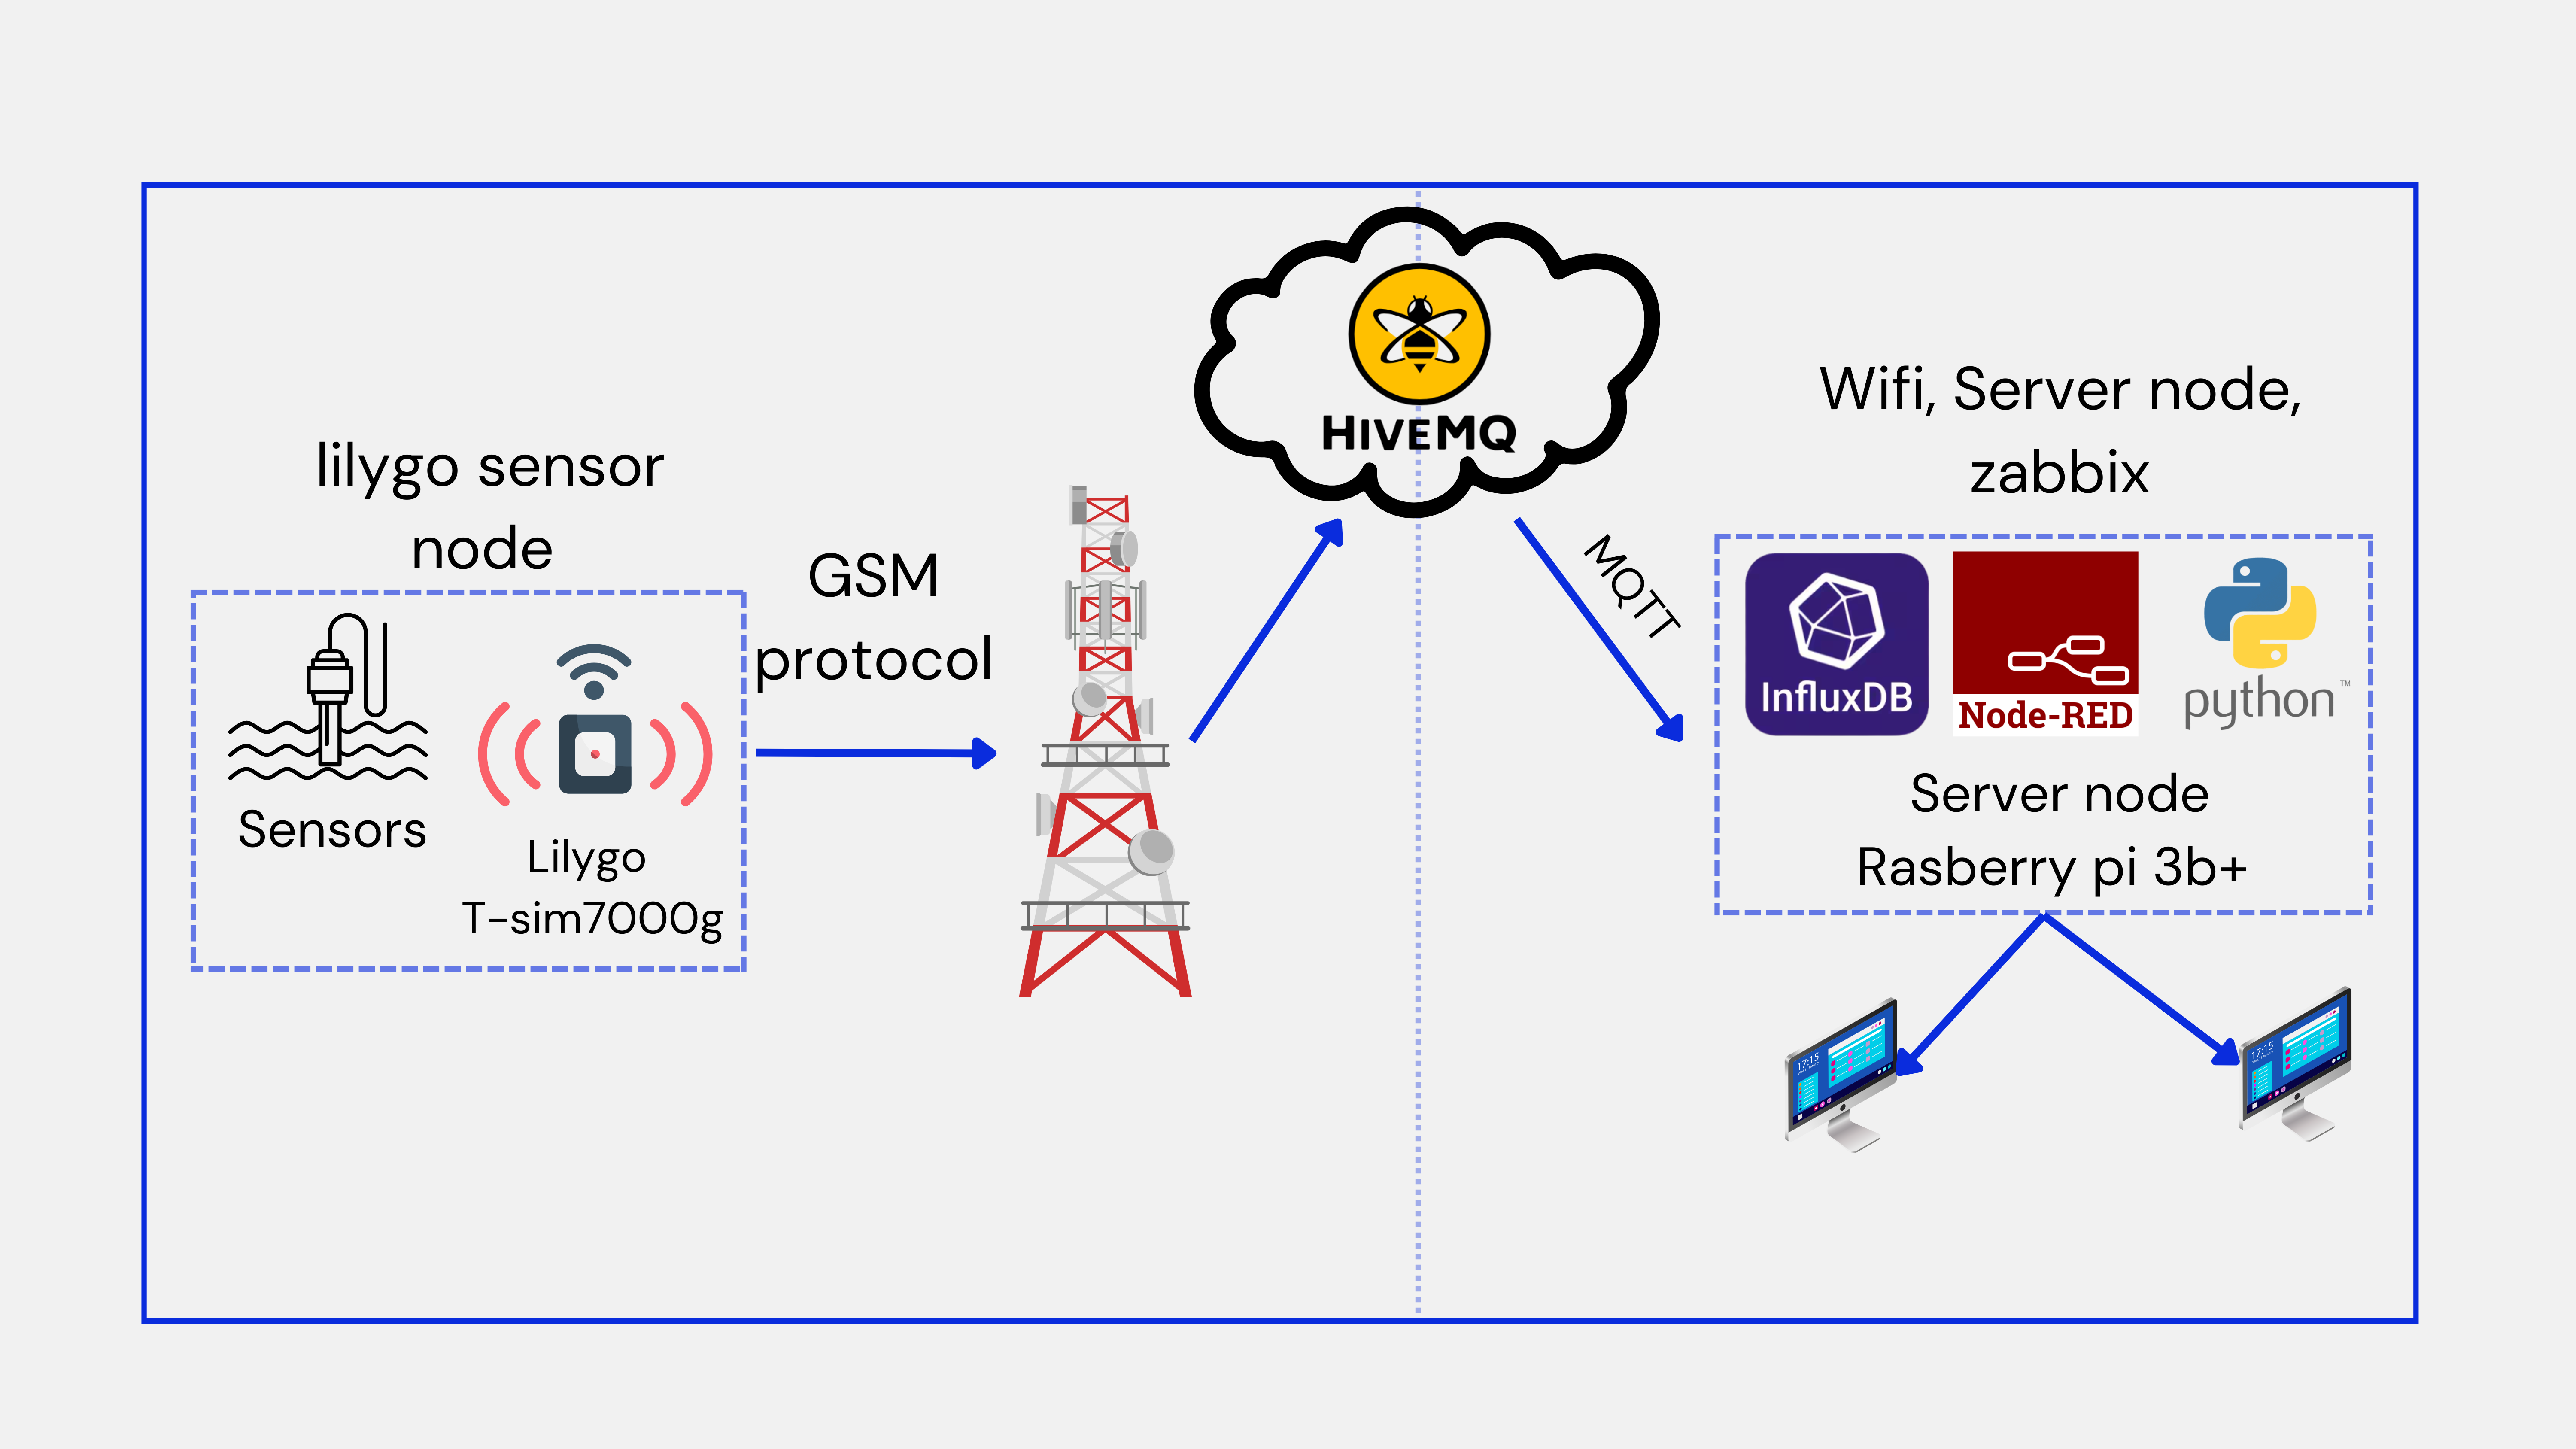 HIVEMQ
Wifi, Server node,
zabbix
lilygo sensor
node
GSM
protocol
MQTT
InfluxDB
Node-RED
python™
Sensors
Lilygo
T-sim7000g
Server node
Rasberry pi 3b+
17:15
17:15